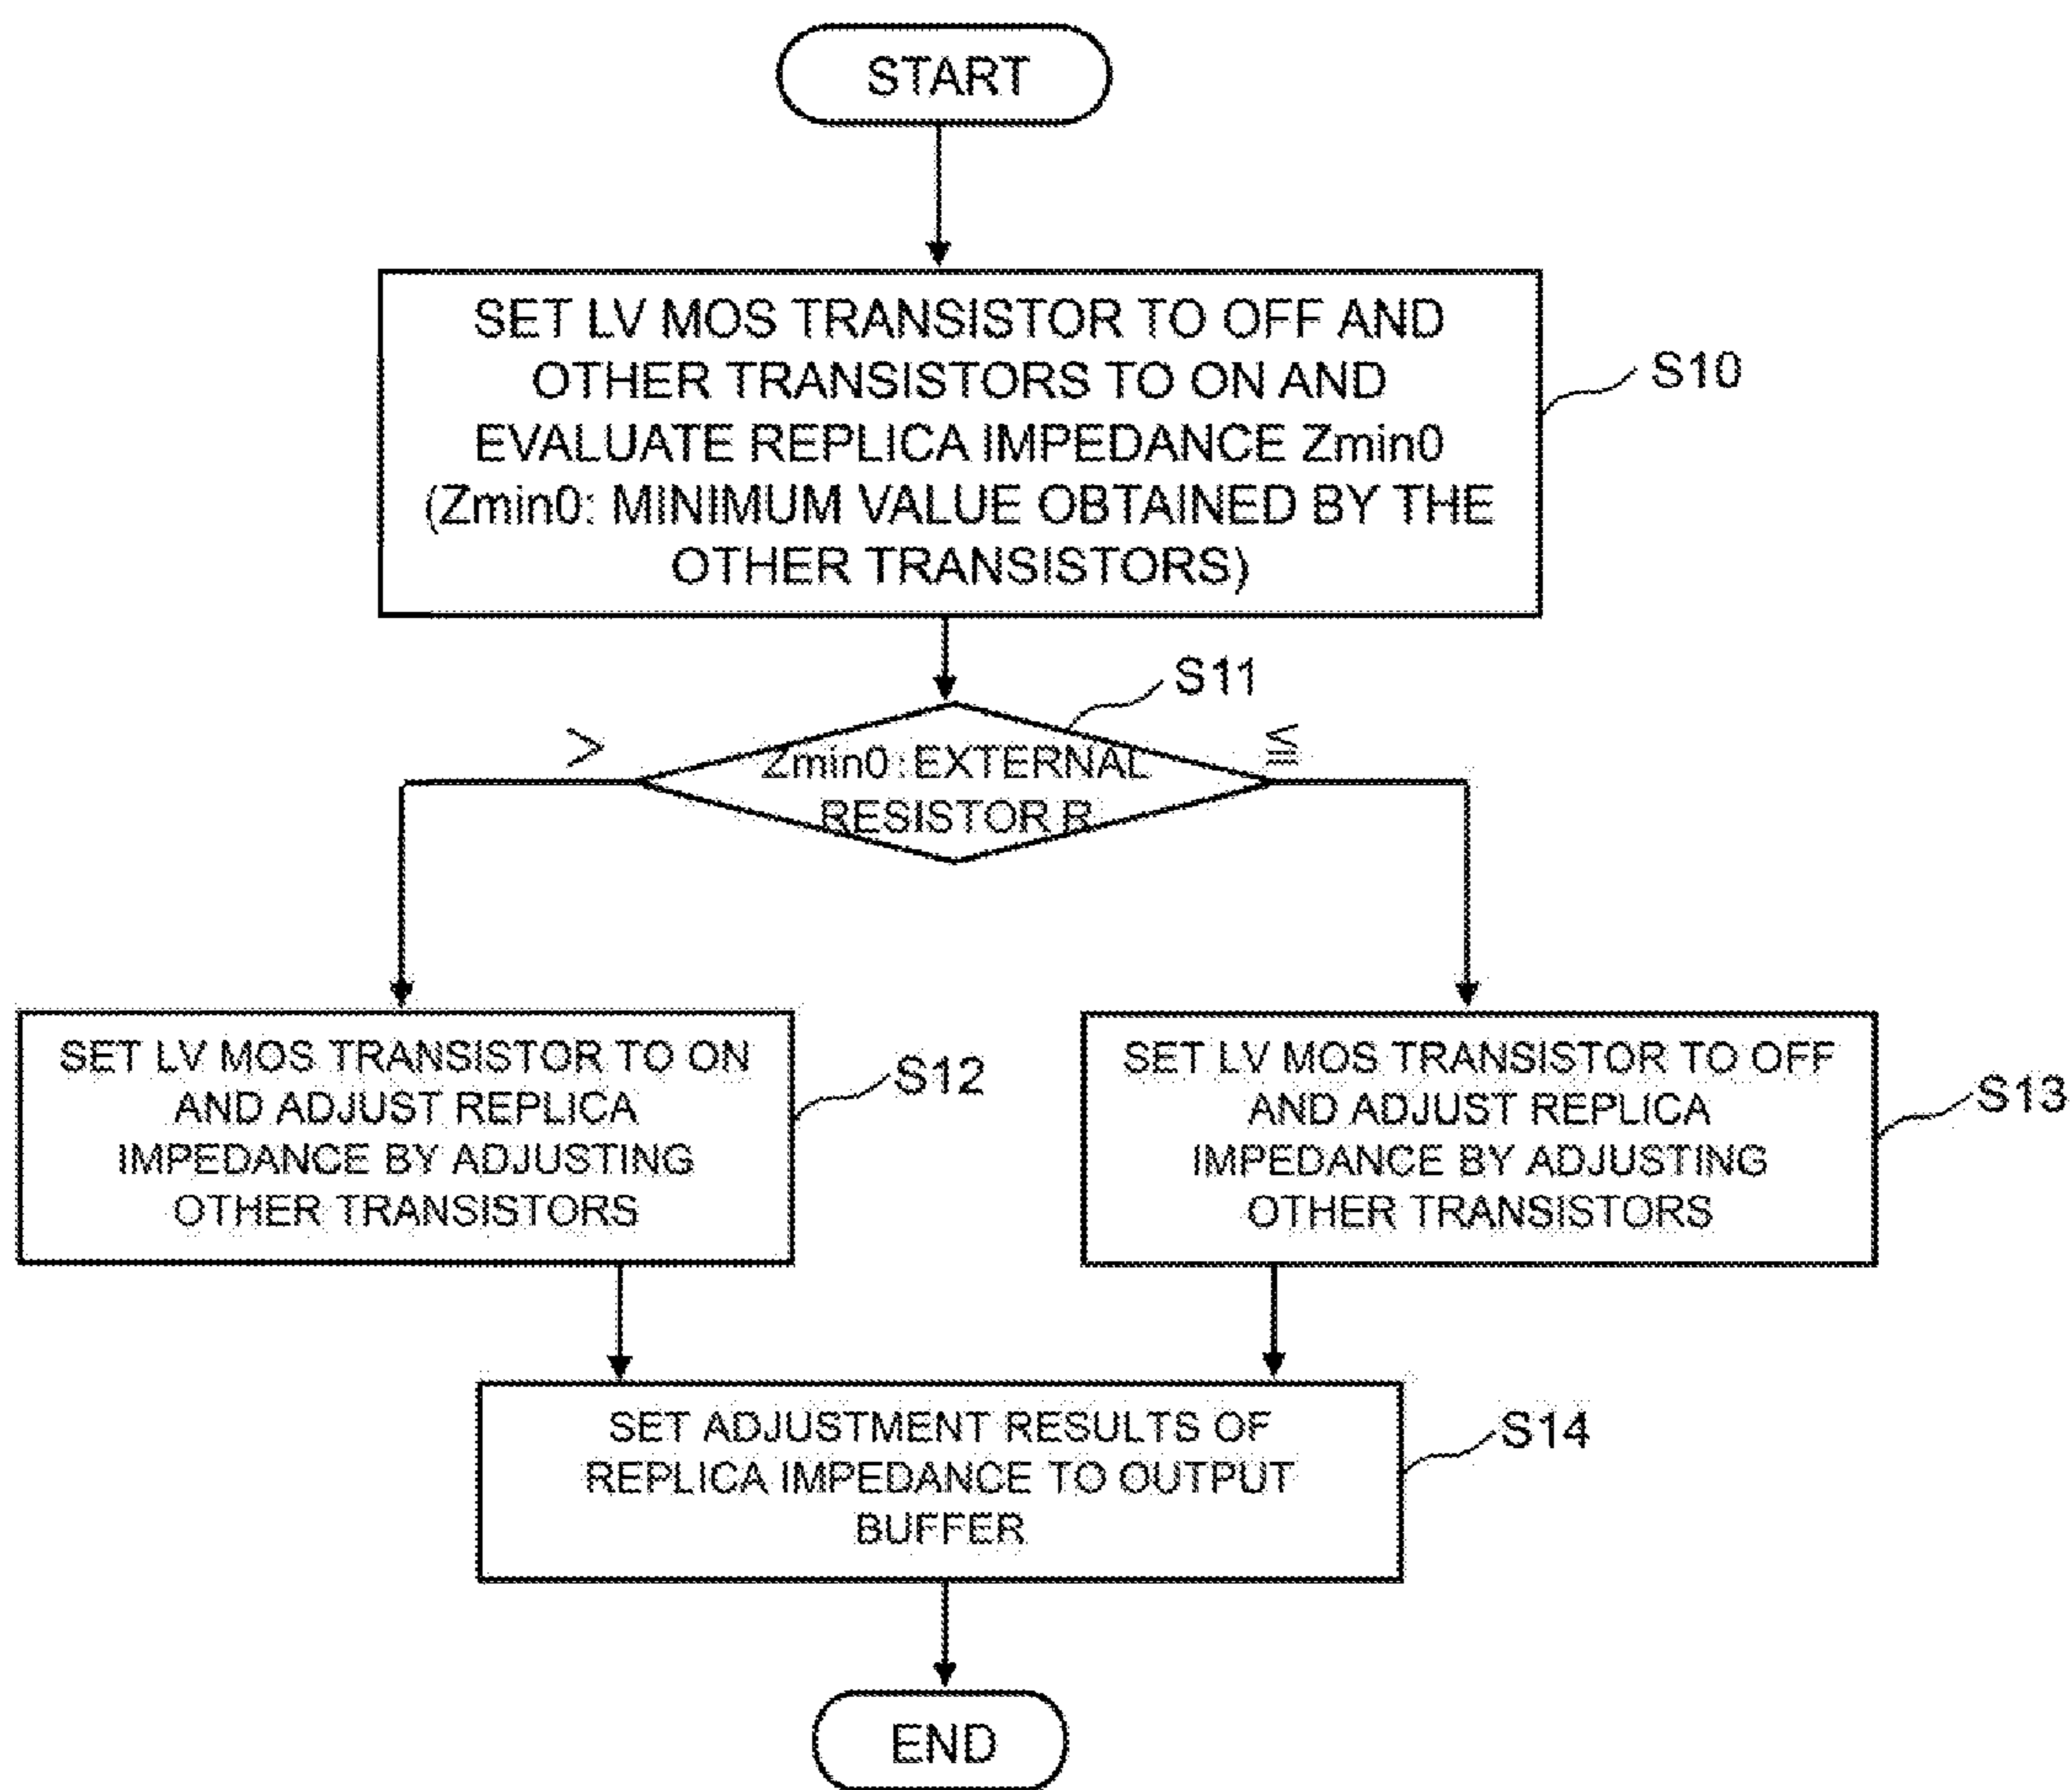 START
SET LV MOS TRANSISTOR TO OFF AND
OTHER TRANSISTORS TO ON AND
EVALUATE REPLICA IMPEDANCE Zmin0
(Zmin0: MINIMUM VALUE OBTAINED BY THE
OTHER TRANSISTORS)
S10
S11
>
Zmin0 :EXTERNAL
RESISTOR R
≦
SET LV MOS TRANSISTOR TO ON
AND ADJUST REPLICA
IMPEDANCE BY ADJUSTING
OTHER TRANSISTORS
S12
SET LV MOS TRANSISTOR TO OFF
AND ADJUST REPLICA
IMPEDANCE BY ADJUSTING
OTHER TRANSISTORS
S13
SET ADJUSTMENT RESULTS OF
REPLICA IMPEDANCE TO OUTPUT
BUFFER
S14
END